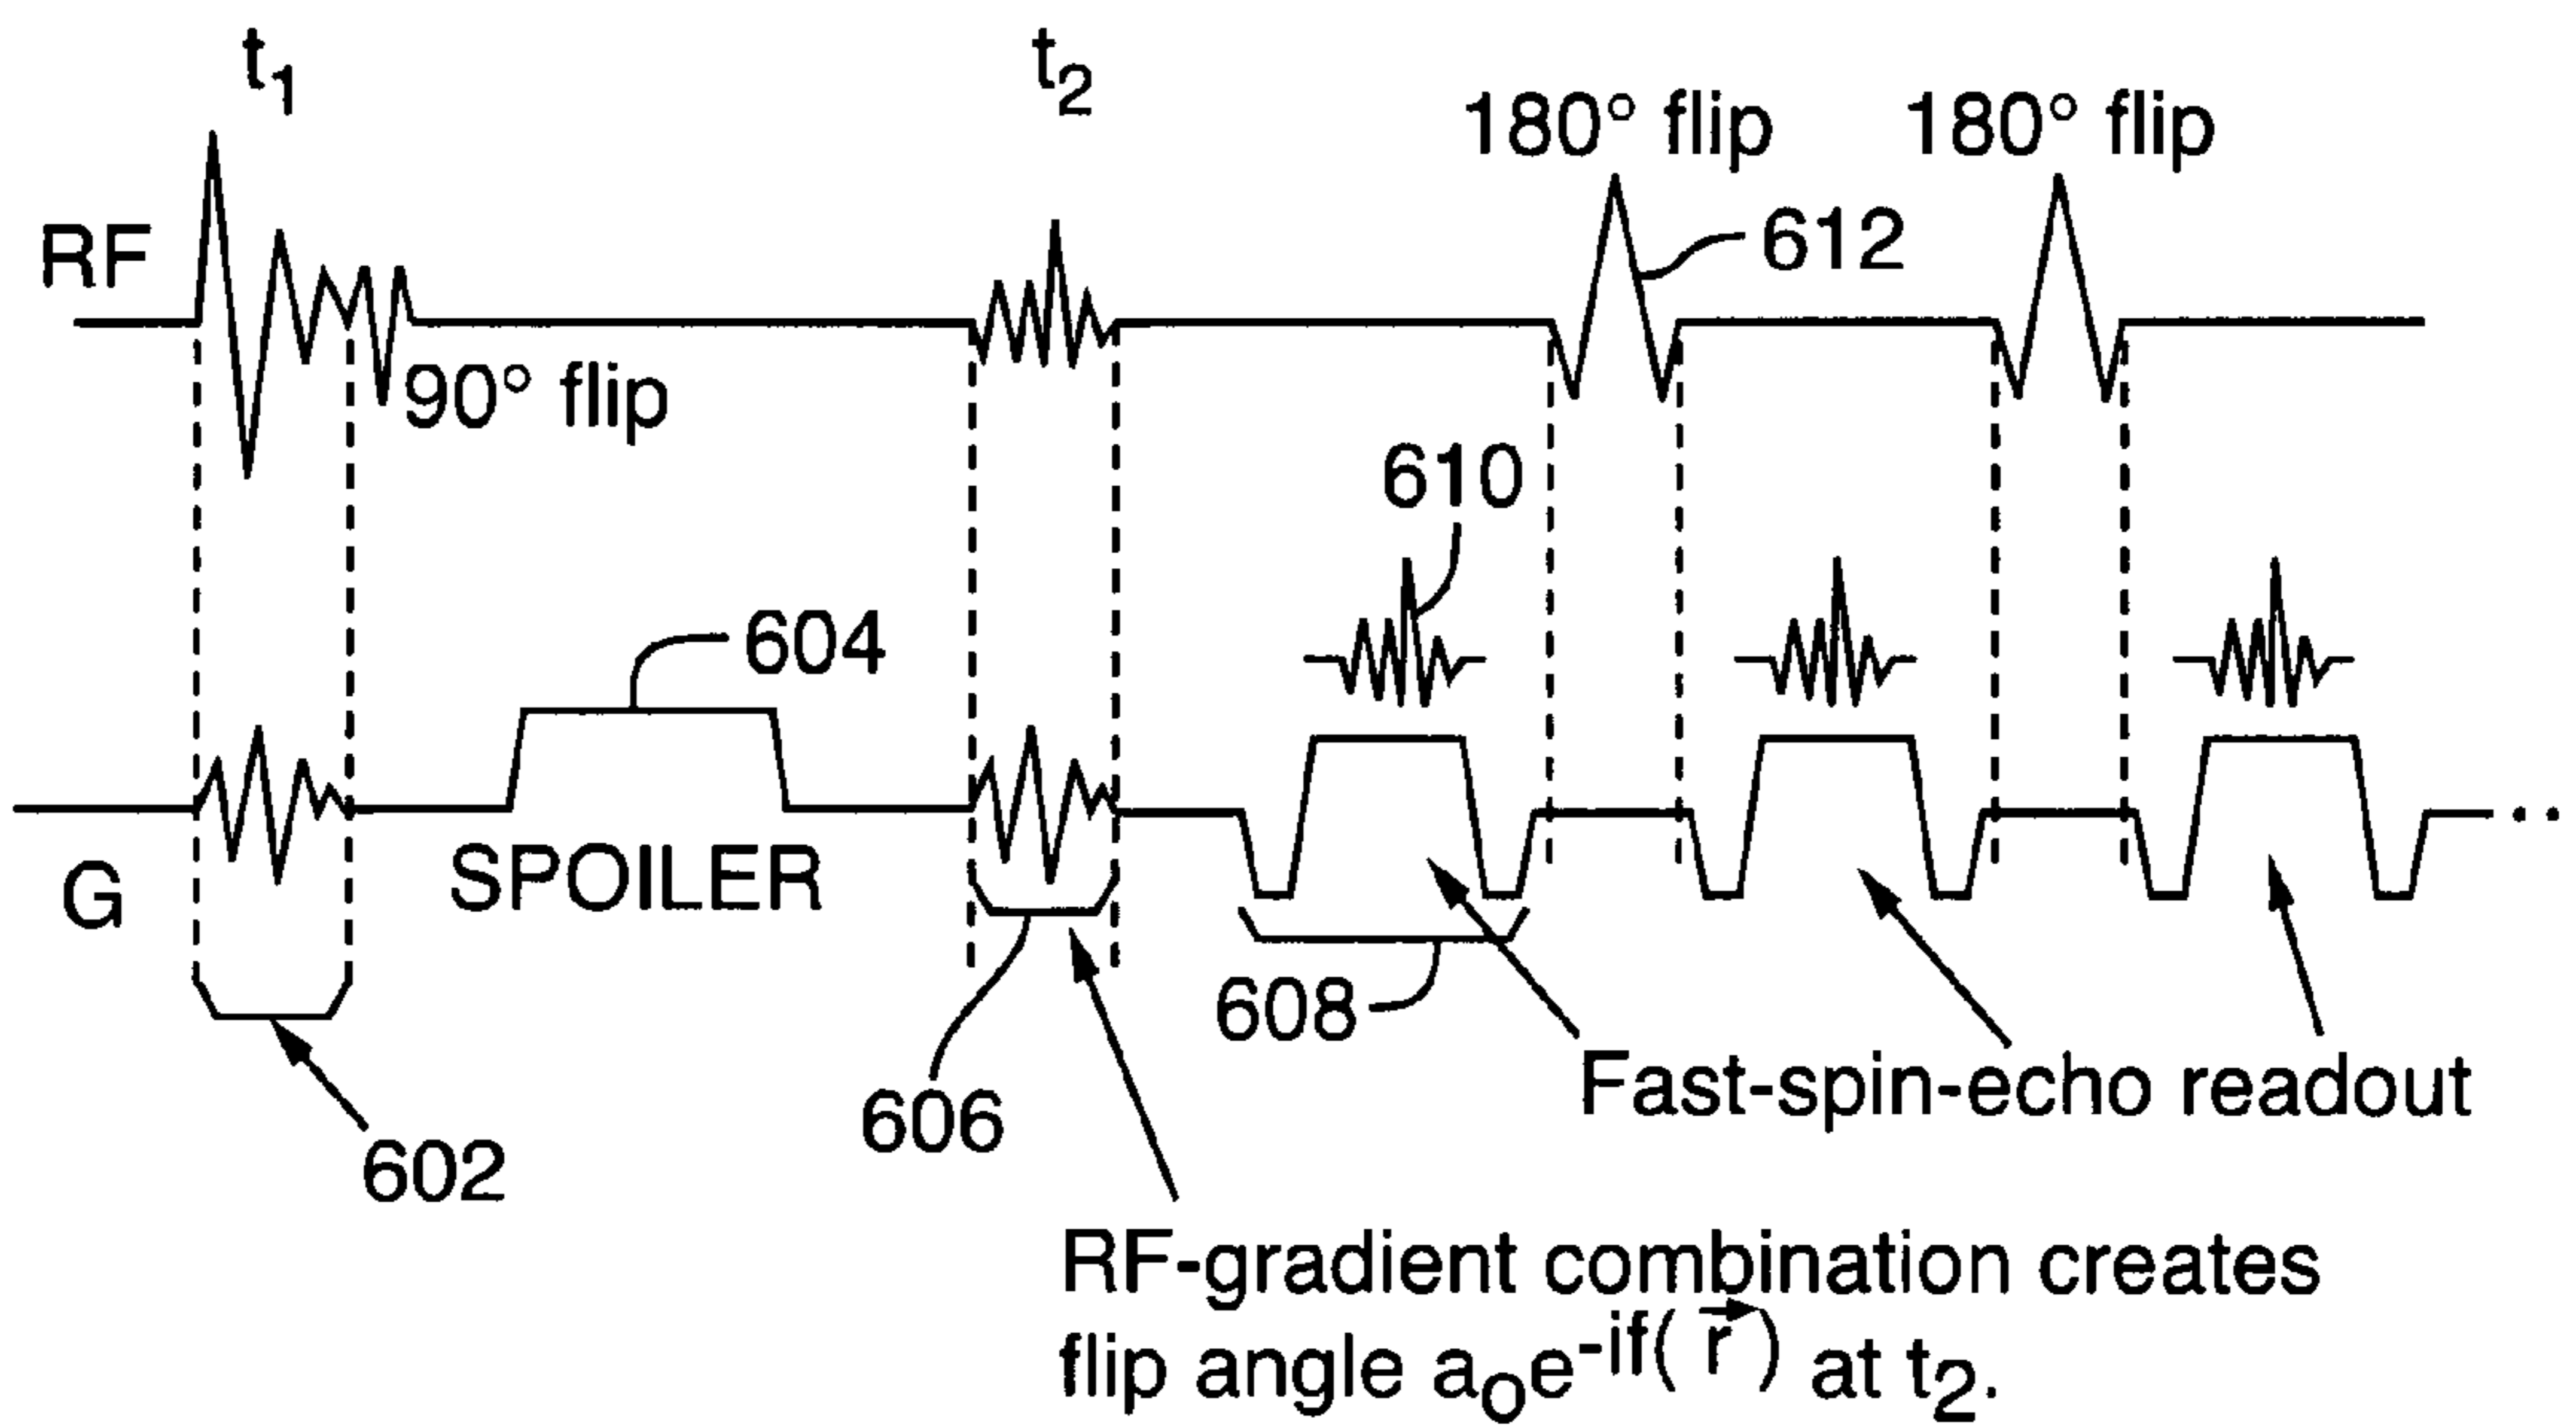 t1
t2
180° flip
180° flip
612
RF
90° flip
610
604
SPOILER
G
608
606
602
Fast-spin-echo readout
RF-gradient combination creates
flip angle a0e-if(r⃗) at t2.